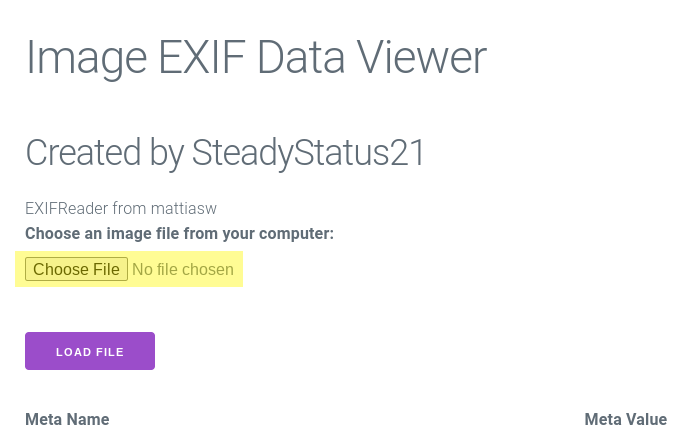 Image EXIF Data Viewer
Created by SteadyStatus21
EXIFReader from mattiasw
Choose an image file from your computer:
Choose File No file chosen
LOAD FILE
Meta Name Meta Value